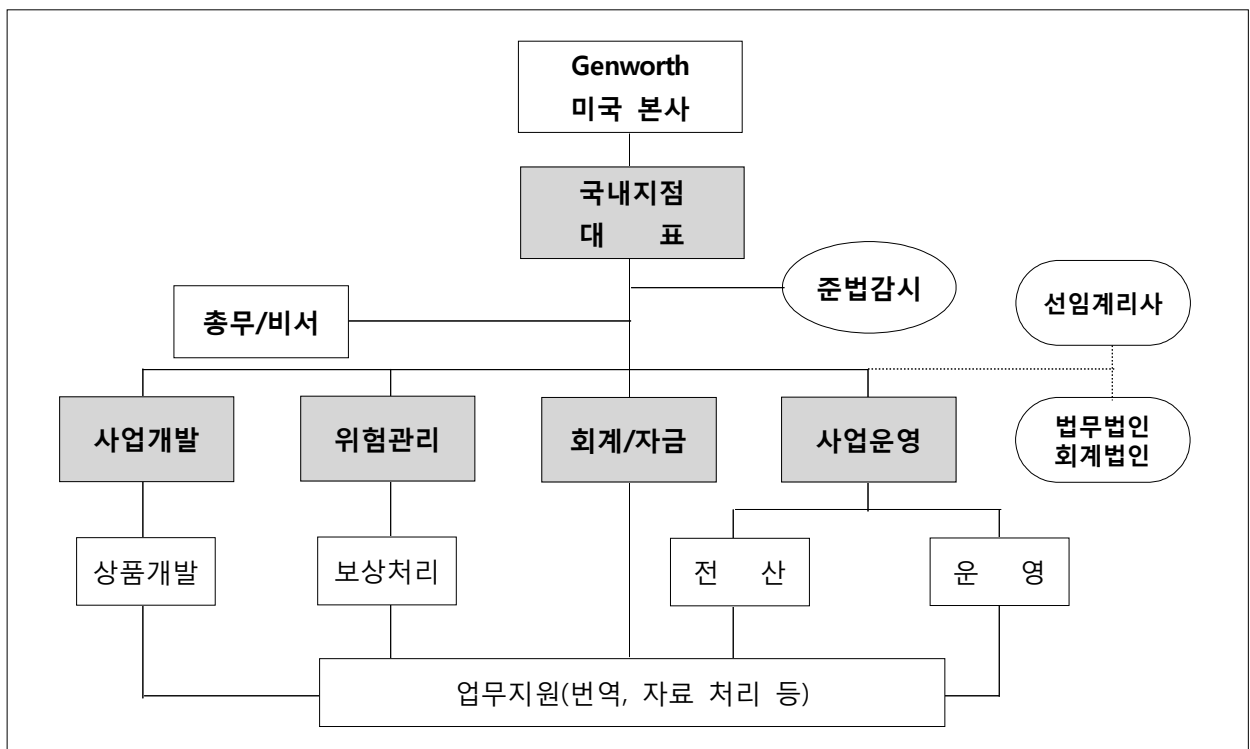 Genworth
미국 본사
국내지점
대 표
준법감시
총무/비서
선임계리사
사업개발
위험관리
회계/자금
사업운영
법무법인
회계법인
상품개발
보상처리
전 산
운 영
업무지원(번역, 자료 처리 등)